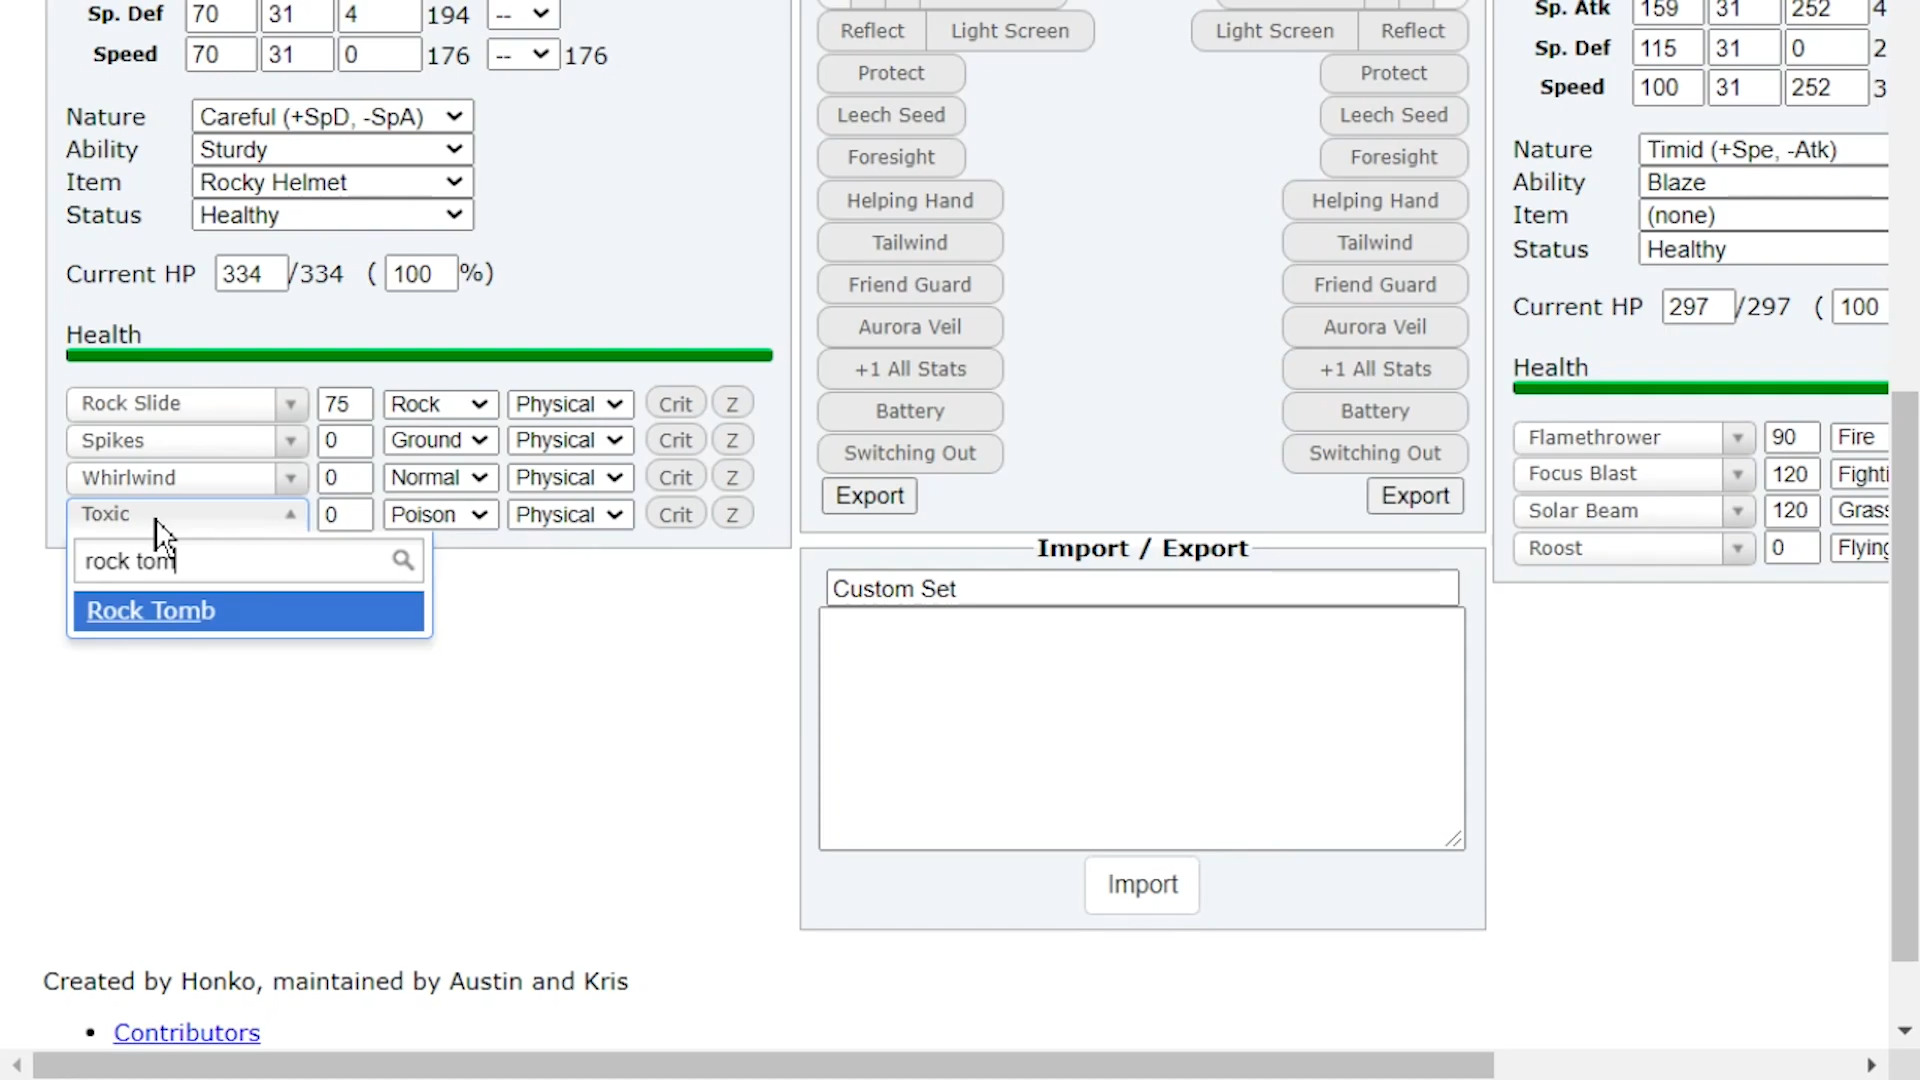 Sp. Def 70 31 4 194 --
Speed 70 31 0 176 -- 176
Nature Careful (+SpD, -SpA)
Ability Sturdy
Item Rocky Helmet
Status Healthy
Current HP 334 /334 ( 100 %)
Health
Rock Slide 75 Rock Physical Crit Z
Spikes 0 Ground Physical Crit Z
Whirlwind 0 Normal Physical Crit Z
Toxic 0 Poison Physical Crit Z
rock tom
Rock Tomb
Reflect Light Screen Light Screen Reflect
Protect Protect
Leech Seed Leech Seed
Foresight Foresight
Helping Hand Helping Hand
Tailwind Tailwind
Friend Guard Friend Guard
Aurora Veil Aurora Veil
+1 All Stats +1 All Stats
Battery Battery
Switching Out Switching Out
Export Export
Import / Export
Custom Set
Import
Sp. Atk 159 31 252 4
Sp. Def 115 31 0 2
Speed 100 31 252 3
Nature Timid (+Spe, -Atk)
Ability Blaze
Item (none)
Status Healthy
Current HP 297 /297 ( 100
Health
Flamethrower 90 Fire
Focus Blast 120 Fighti
Solar Beam 120 Grass
Roost 0 Flying
Created by Honko, maintained by Austin and Kris
• Contributors